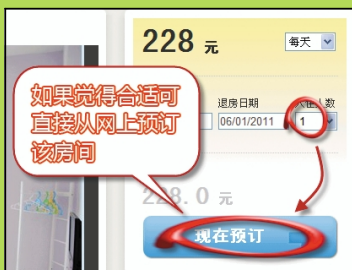 228 元
每天
如果觉得合适可
直接从网上预订
该房间
退房日期
入住人数
06/01/2011
1
228.0 元
现在预订